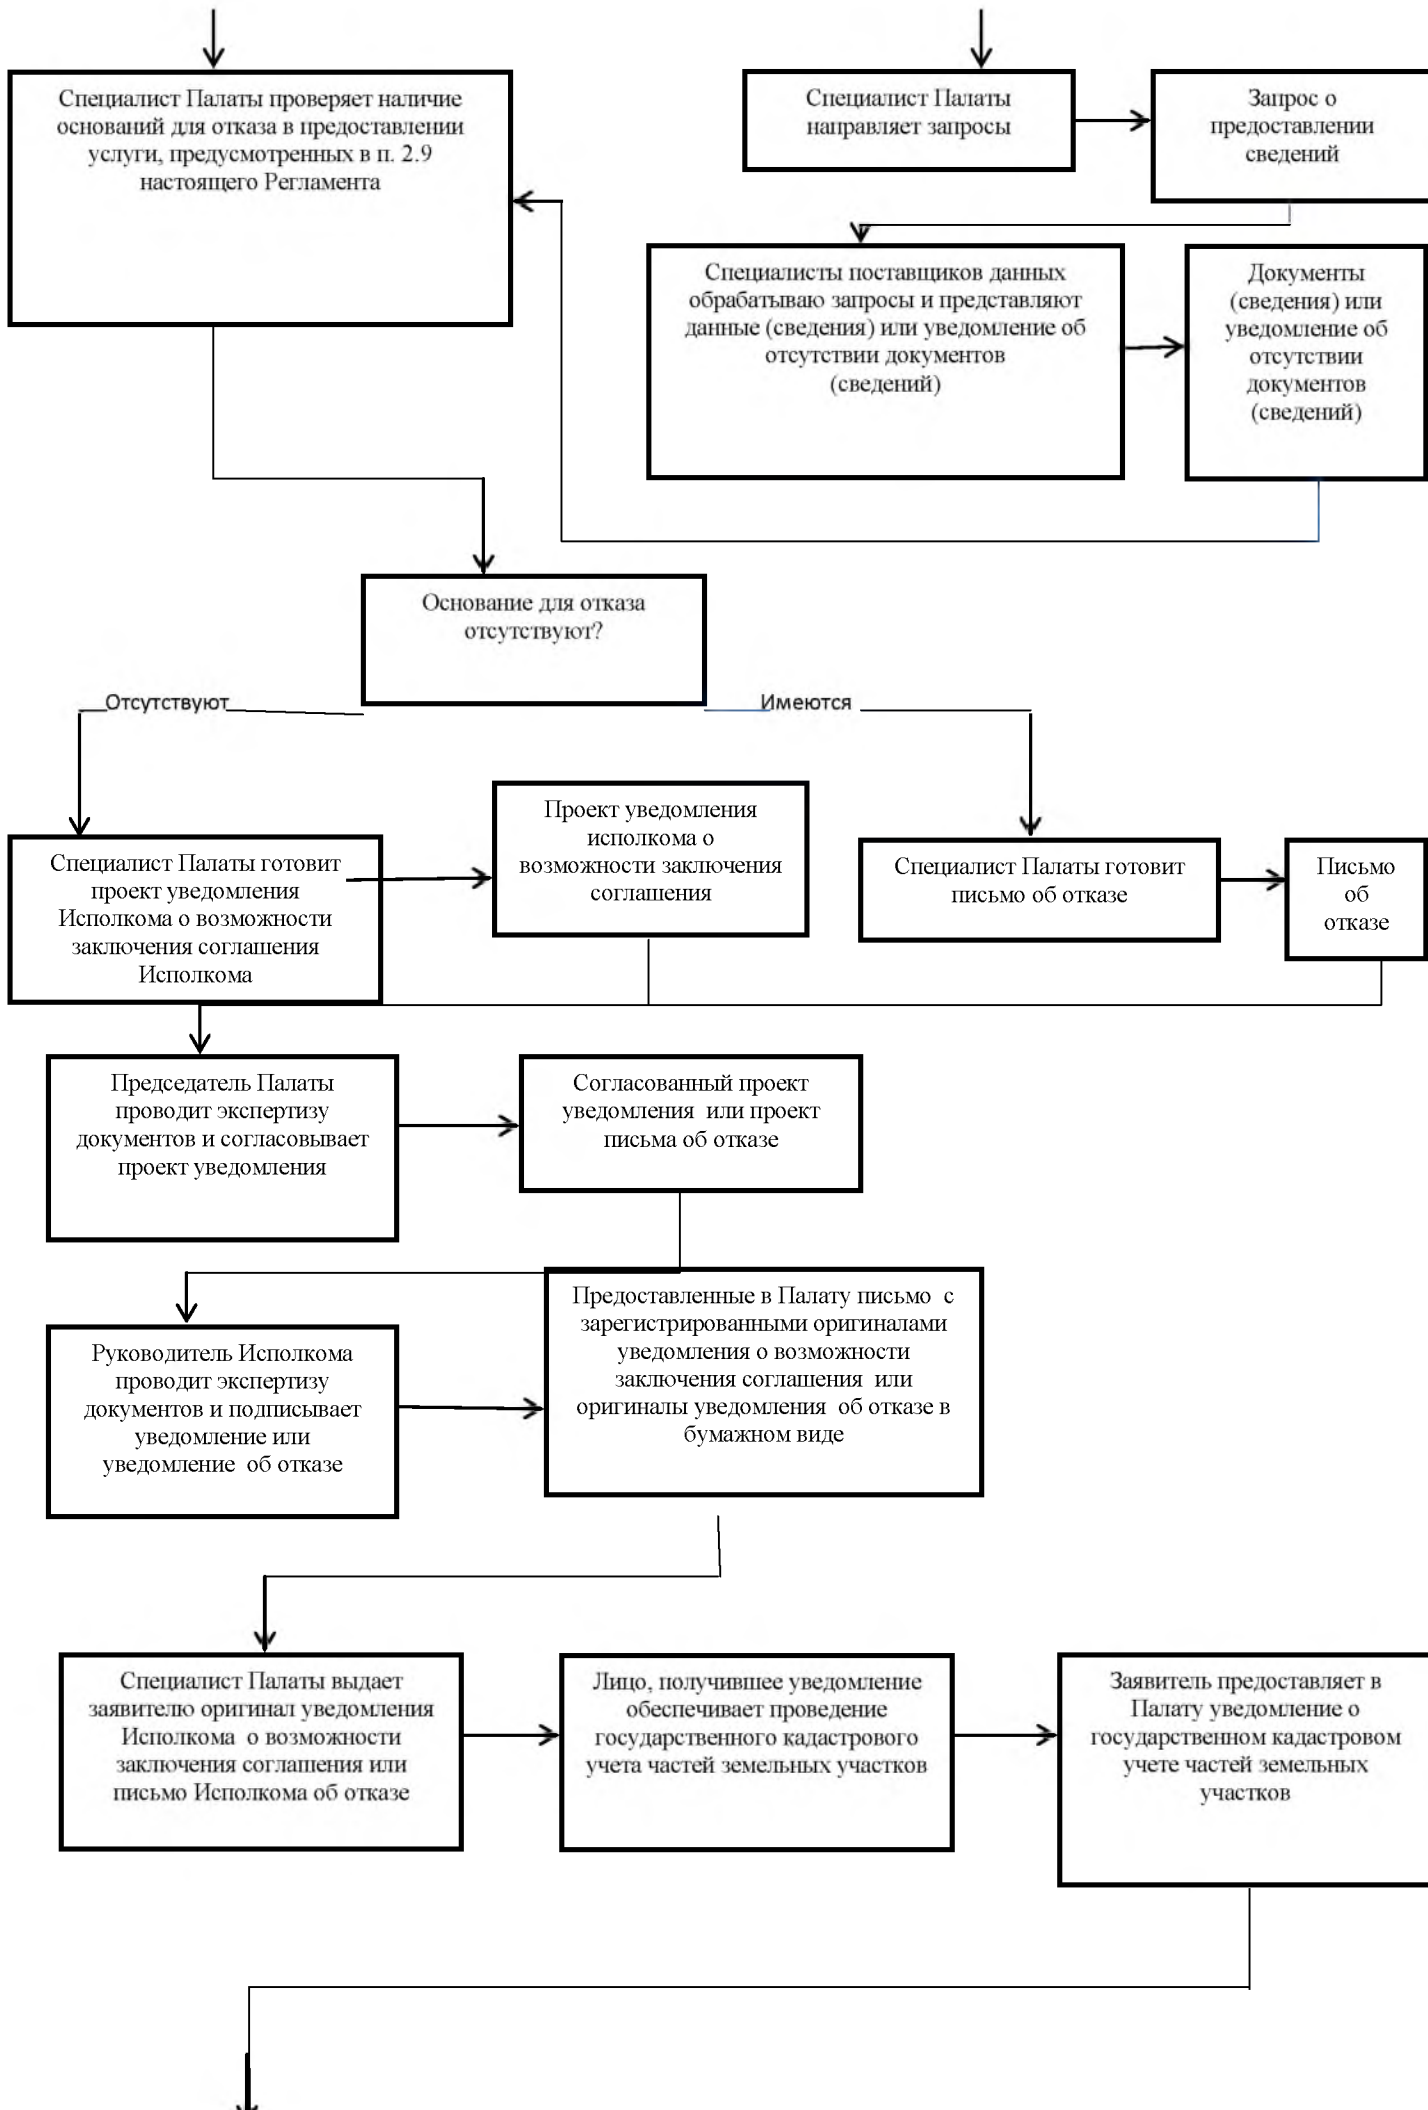 Специалист Палаты проверяет наличие
оснований для отказа в предоставлении
услуги, предусмотренных в п. 2.9
настоящего Регламента
Специалист Палаты
направляет запросы
Запрос о
предоставлении
сведений
Специалисты поставщиков данных
обрабатываю запросы и представляют
данные (сведения) или уведомление об
отсутствии документов
(сведений)
Документы
(сведения) или
уведомление об
отсутствии
документов
(сведений)
Основание для отказа
отсутствуют?
Отсутствуют
Имеются
Специалист Палаты готовит
проект уведомления
Исполкома о возможности
заключения соглашения
Исполкома
Проект уведомления
исполкома о
возможности заключения
соглашения
Специалист Палаты готовит
письмо об отказе
Письмо
об
отказе
Председатель Палаты
проводит экспертизу
документов и согласовывает
проект уведомления
Согласованный проект
уведомления или проект
письма об отказе
Руководитель Исполкома
проводит экспертизу
документов и подписывает
уведомление или
уведомление об отказе
Предоставленные в Палату письмо с
зарегистрированными оригиналами
уведомления о возможности
заключения соглашения или
оригиналы уведомления об отказе в
бумажном виде
Специалист Палаты выдает
заявителю оригинал уведомления
Исполкома о возможности
заключения соглашения или
письмо Исполкома об отказе
Лицо, получившее уведомление
обеспечивает проведение
государственного кадастрового
учета частей земельных участков
Заявитель предоставляет в
Палату уведомление о
государственном кадастровом
учете частей земельных
участков